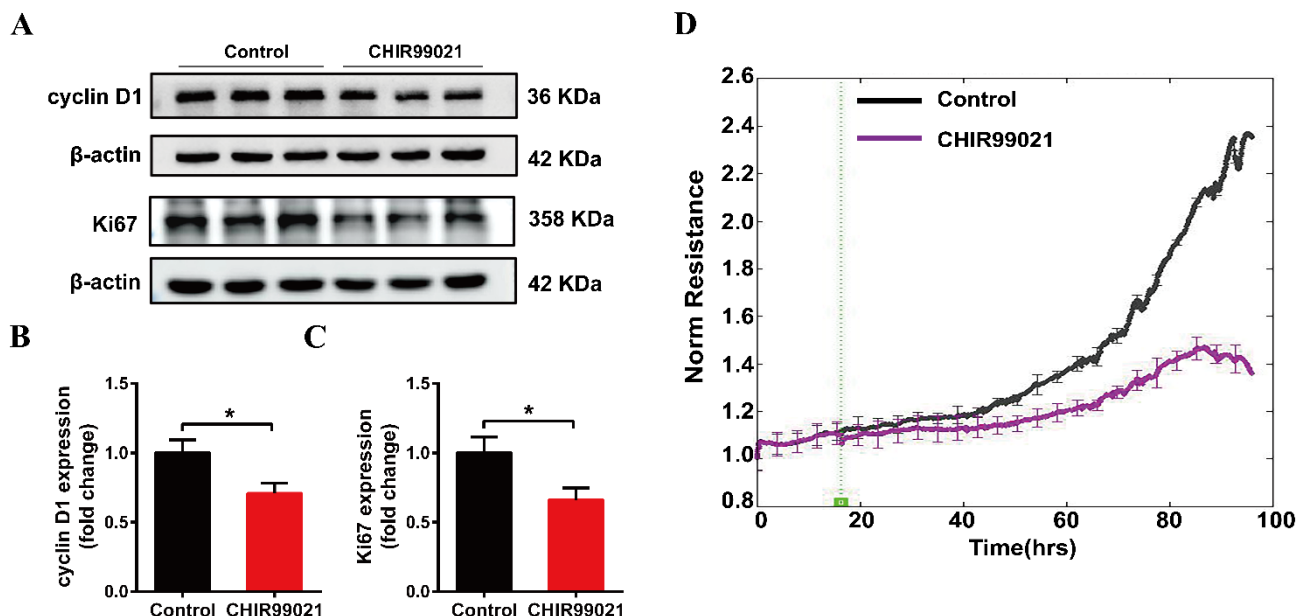 A
Control CHIR99021
cyclin D1 36 KDa
β-actin 42 KDa
Ki67 358 KDa
β-actin 42 KDa
B
cyclin D1 expression
(fold change)
1.5
1.0
0.5
0.0
*
Control CHIR99021
C
Ki67 expression
(fold change)
1.5
1.0
0.5
0.0
*
Control CHIR99021
D
Norm Resistance
2.6
2.4
2.2
2.0
1.8
1.6
1.4
1.2
1.0
0.8
Control
CHIR99021
0 20 40 60 80 100
Time(hrs)